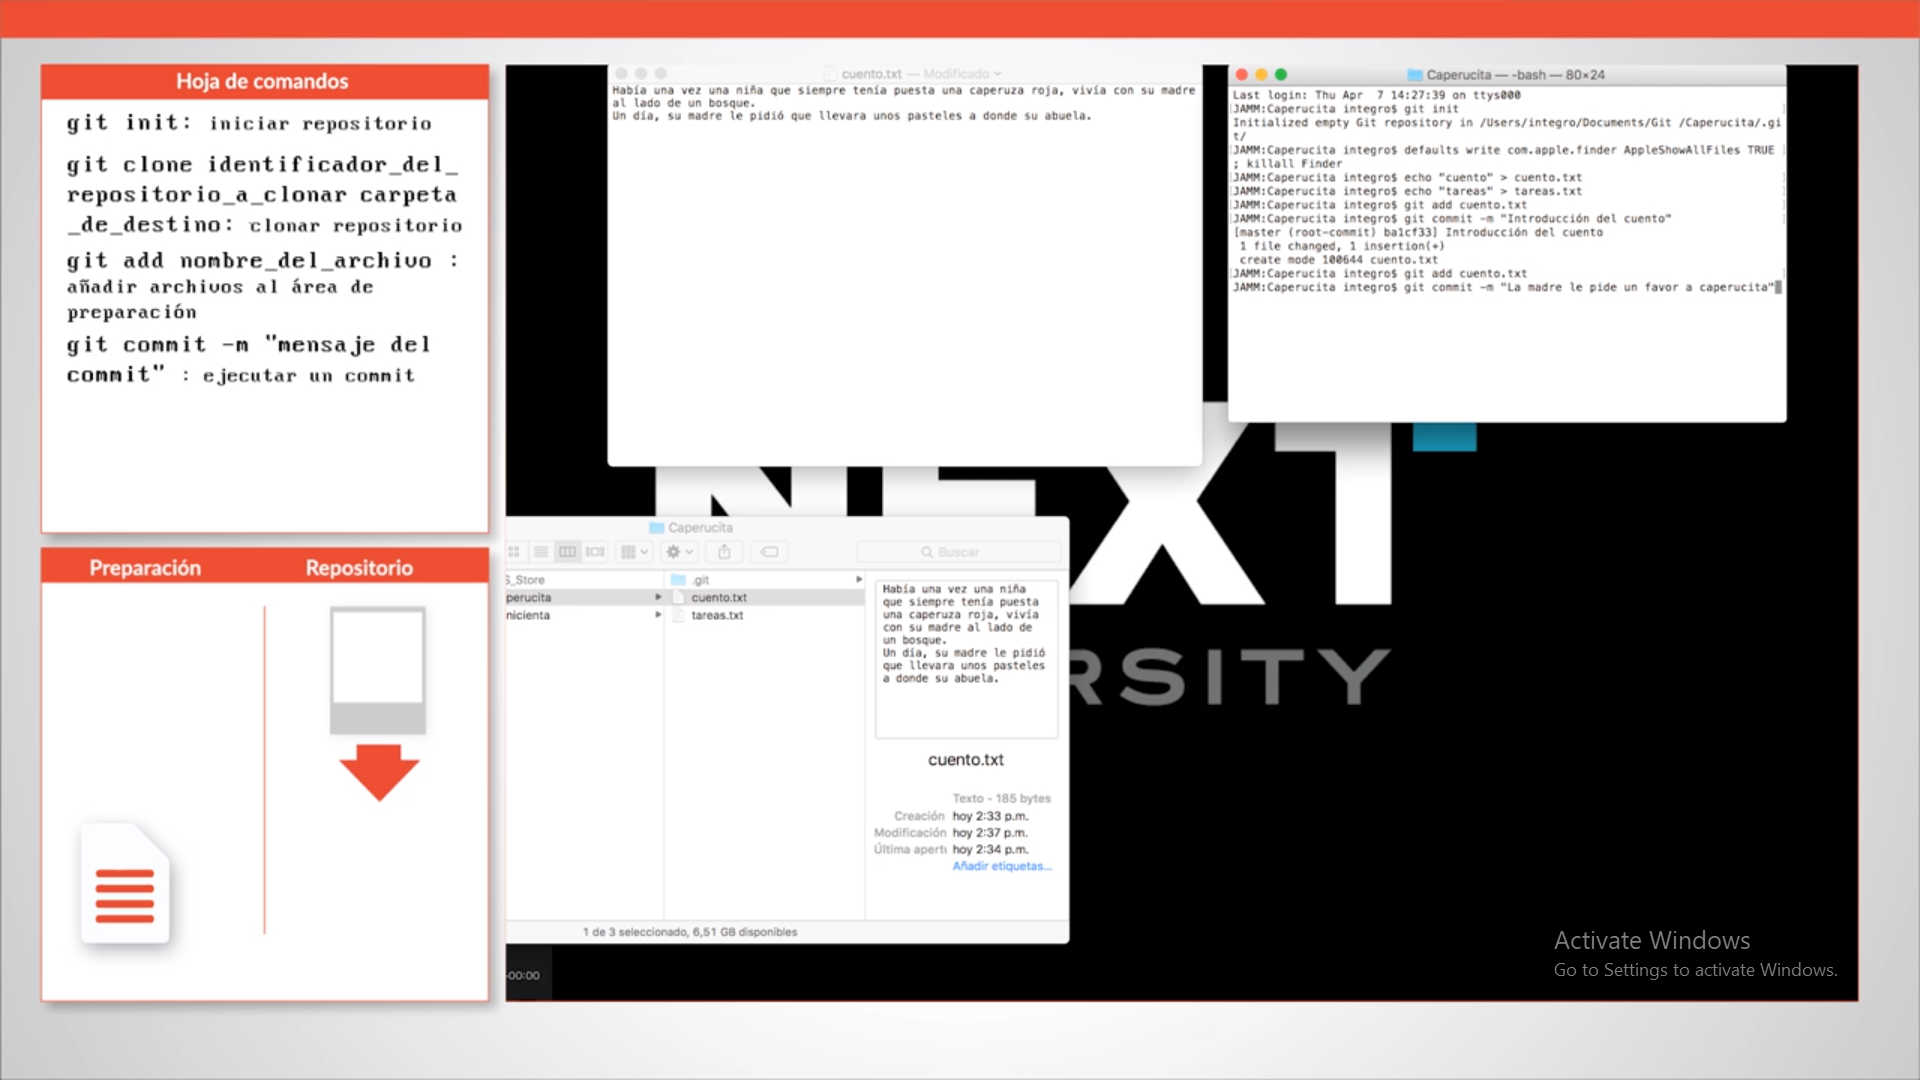 Hoja de comandos
git init: iniciar repositorio
git clone identificador_del_
repositorio_a_clonar carpeta
_de_destino: clonar repositorio
git add nombre_del_archivo :
añadir archivos al área de
preparación
git commit -m "mensaje del
commit" : ejecutar un commit
Preparación
Repositorio
cuento.txt — Modificado
Había una vez una niña que siempre tenía puesta una caperuza roja, vivía con su madre
al lado de un bosque.
Un día, su madre le pidió que llevara unos pasteles a donde su abuela.
Caperucita — -bash — 80×24
Last login: Thu Apr  7 14:27:39 on ttys000
JAMM:Caperucita integro$ git init
Initialized empty Git repository in /Users/integro/Documents/Git /Caperucita/.gi
t/
JAMM:Caperucita integro$ defaults write com.apple.finder AppleShowAllFiles TRUE
; killall Finder
JAMM:Caperucita integro$ echo "cuento" > cuento.txt
JAMM:Caperucita integro$ echo "tareas" > tareas.txt
JAMM:Caperucita integro$ git add cuento.txt
JAMM:Caperucita integro$ git commit -m "Introducción del cuento"
[master (root-commit) ba1cf33] Introducción del cuento
1 file changed, 1 insertion(+)
create mode 100644 cuento.txt
JAMM:Caperucita integro$ git add cuento.txt
JAMM:Caperucita integro$ git commit -m "La madre le pide un favor a caperucita"
NEXT
RSITY
Caperucita
Buscar
S_Store
perucita
nicienta
.git
cuento.txt
tareas.txt
Había una vez una niña
que siempre tenía puesta
una caperuza roja, vivía
con su madre al lado de
un bosque.
Un día, su madre le pidió
que llevara unos pasteles
a donde su abuela.
cuento.txt
Texto - 185 bytes
Creación hoy 2:33 p.m.
Modificación hoy 2:37 p.m.
Última apert hoy 2:34 p.m.
Añadir etiquetas...
1 de 3 seleccionado, 6,51 GB disponibles
-00:00
Activate Windows
Go to Settings to activate Windows.